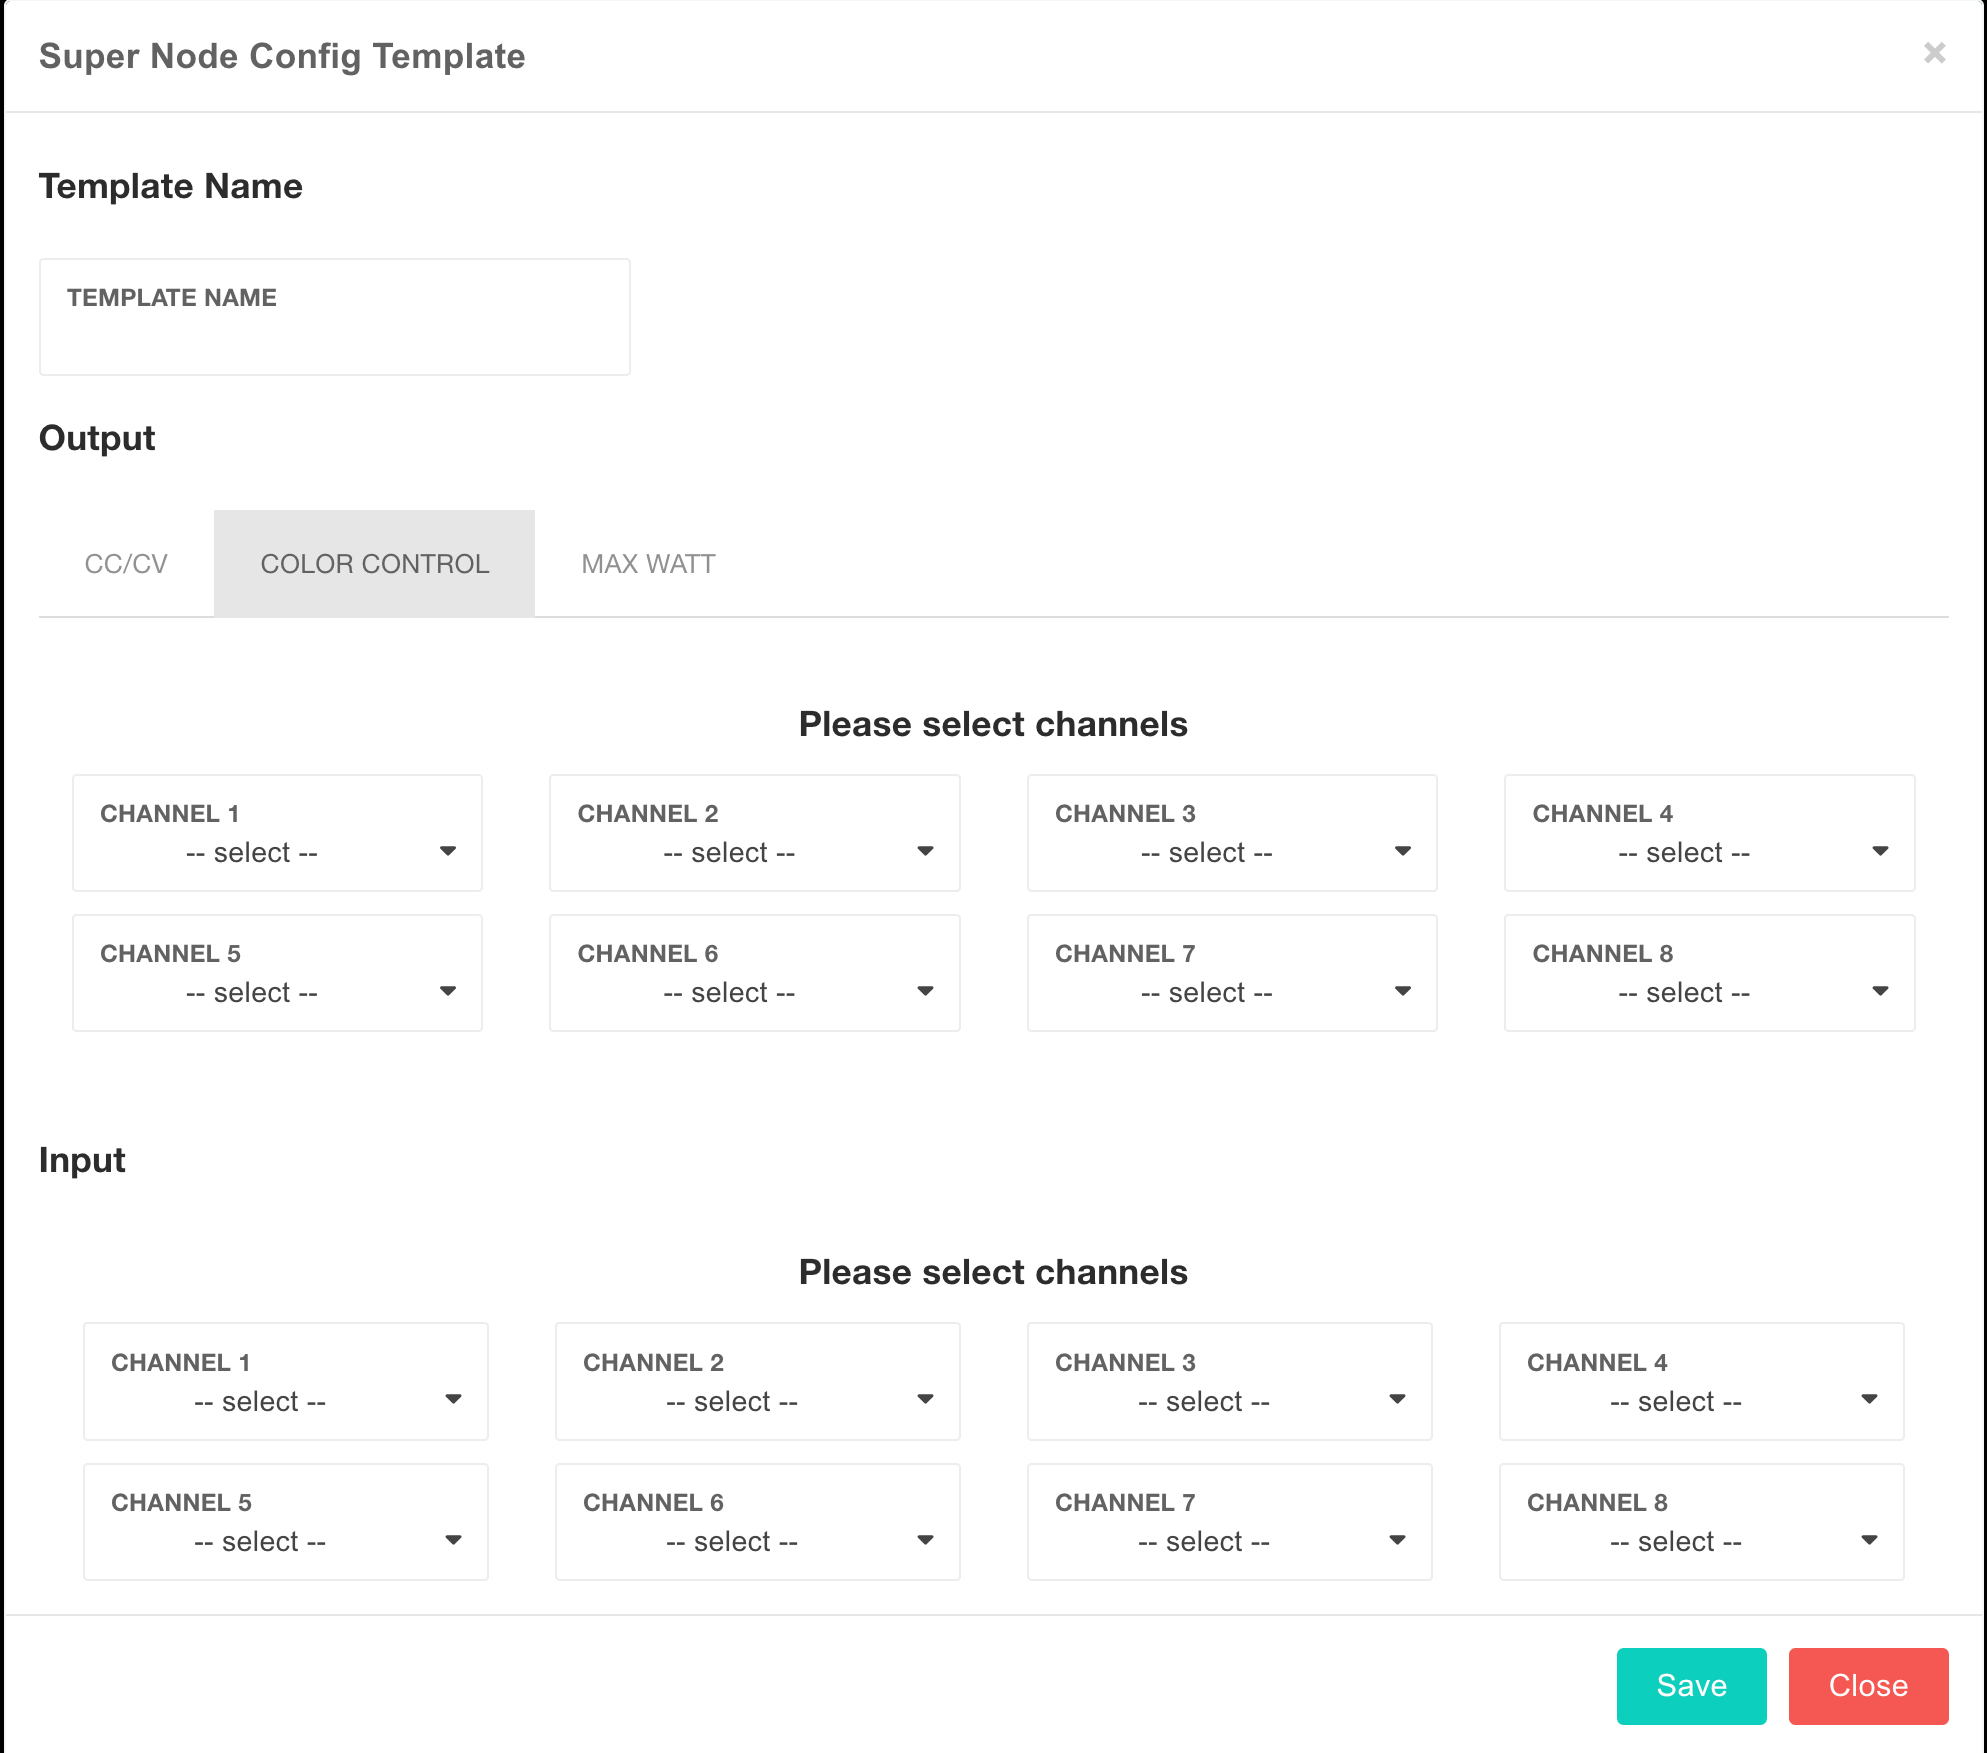 Super Node Config Template ×
Template Name
TEMPLATE NAME
Output
CC/CV COLOR CONTROL MAX WATT
Please select channels
CHANNEL 1 CHANNEL 2 CHANNEL 3 CHANNEL 4
-- select -- -- select -- -- select -- -- select --
CHANNEL 5 CHANNEL 6 CHANNEL 7 CHANNEL 8
-- select -- -- select -- -- select -- -- select --
Input
Please select channels
CHANNEL 1 CHANNEL 2 CHANNEL 3 CHANNEL 4
-- select -- -- select -- -- select -- -- select --
CHANNEL 5 CHANNEL 6 CHANNEL 7 CHANNEL 8
-- select -- -- select -- -- select -- -- select --
Save Close